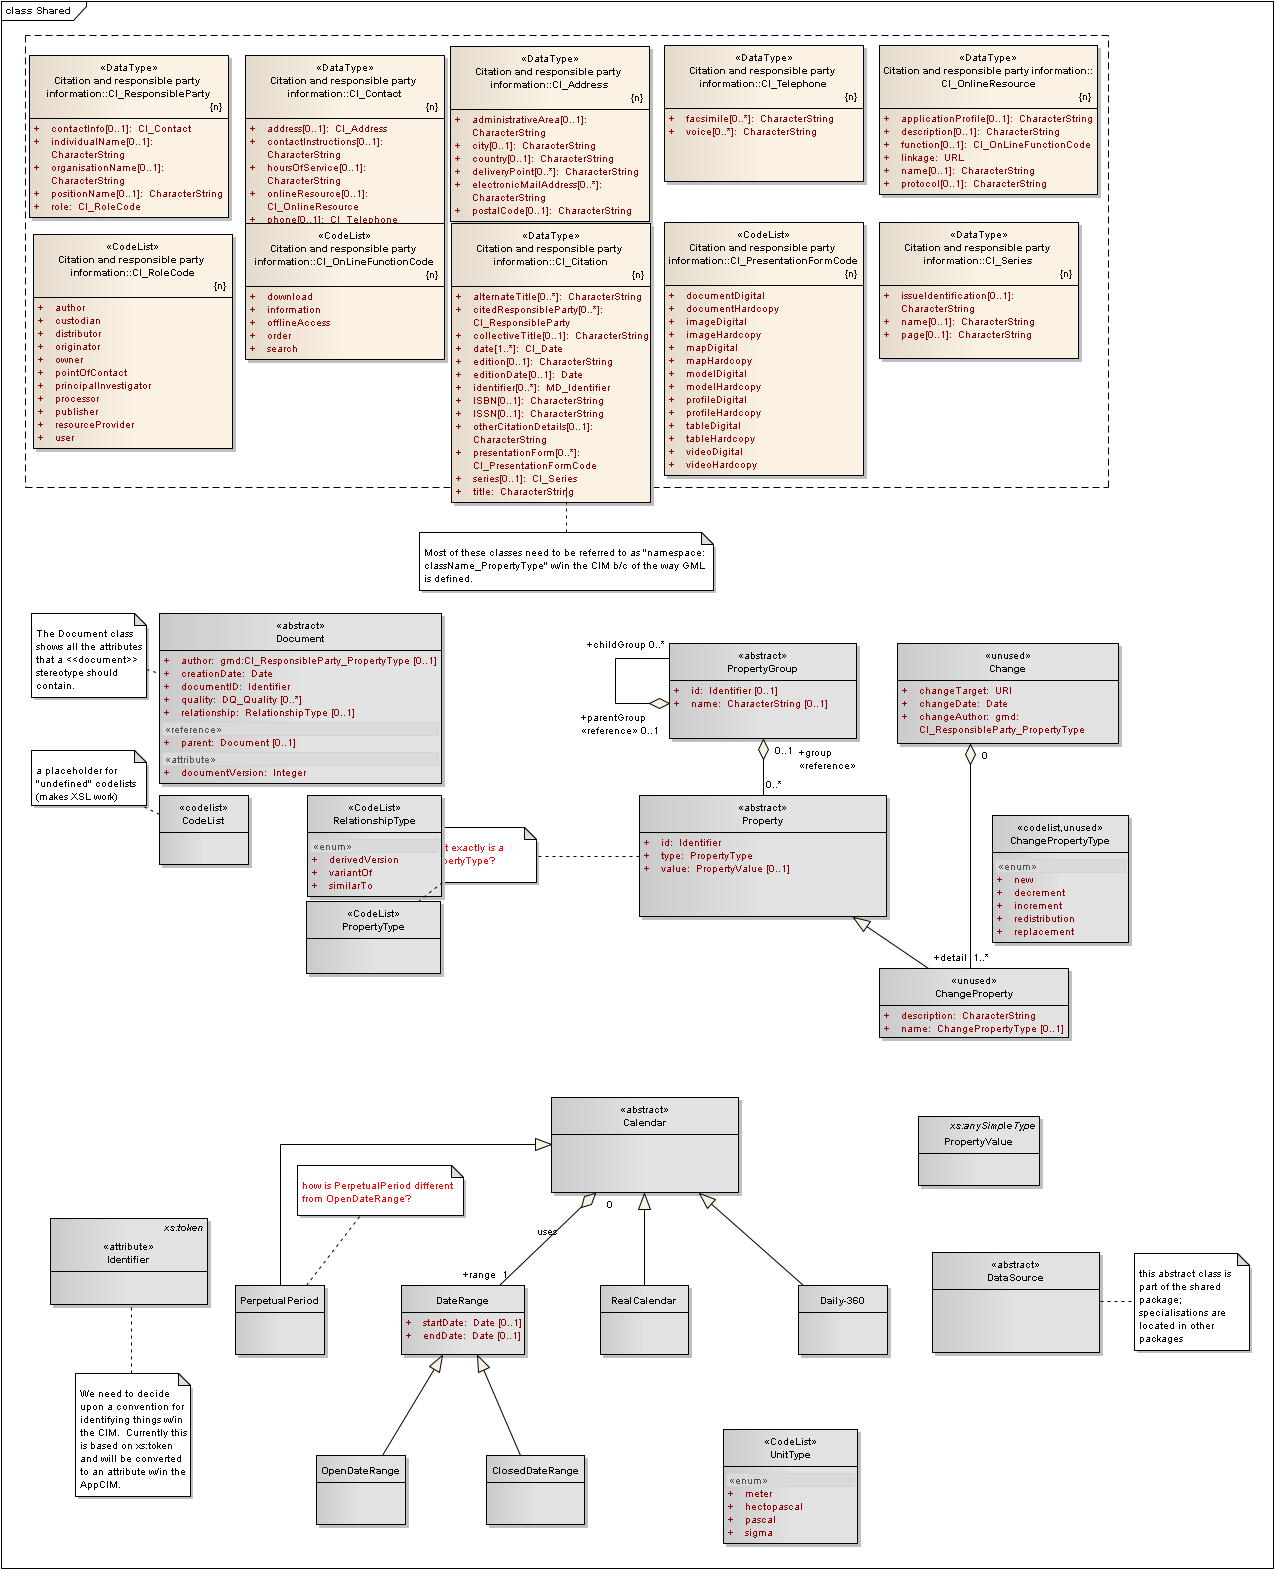 class Shared
«DataType»
Citation and responsible party
information::CI_ResponsibleParty
{n}
+ contactInfo[0..1]: CI_Contact
+ individualName[0..1]:
CharacterString
+ organisationName[0..1]:
CharacterString
+ positionName[0..1]: CharacterString
+ role: CI_RoleCode
«DataType»
Citation and responsible party
information::CI_Contact
{n}
+ address[0..1]: CI_Address
+ contactInstructions[0..1]:
CharacterString
+ hoursOfService[0..1]:
CharacterString
+ onlineResource[0..1]:
CI_OnlineResource
+ phone[0..1]: CI_Telephone
«DataType»
Citation and responsible party
information::CI_Address
{n}
+ administrativeArea[0..1]:
CharacterString
+ city[0..1]: CharacterString
+ country[0..1]: CharacterString
+ deliveryPoint[0..*]: CharacterString
+ electronicMailAddress[0..*]:
CharacterString
+ postalCode[0..1]: CharacterString
«DataType»
Citation and responsible party
information::CI_Telephone
{n}
+ facsimile[0..*]: CharacterString
+ voice[0..*]: CharacterString
«DataType»
Citation and responsible party information::
CI_OnlineResource
{n}
+ applicationProfile[0..1]: CharacterString
+ description[0..1]: CharacterString
+ function[0..1]: CI_OnLineFunctionCode
+ linkage: URL
+ name[0..1]: CharacterString
+ protocol[0..1]: CharacterString
«CodeList»
Citation and responsible party
information::CI_RoleCode
{n}
+ author
+ custodian
+ distributor
+ originator
+ owner
+ pointOfContact
+ principalInvestigator
+ processor
+ publisher
+ resourceProvider
+ user
«CodeList»
Citation and responsible party
information::CI_OnLineFunctionCode
{n}
+ download
+ information
+ offlineAccess
+ order
+ search
«DataType»
Citation and responsible party
information::CI_Citation
{n}
+ alternateTitle[0..*]: CharacterString
+ citedResponsibleParty[0..*]:
CI_ResponsibleParty
+ collectiveTitle[0..1]: CharacterString
+ date[1..*]: CI_Date
+ edition[0..1]: CharacterString
+ editionDate[0..1]: Date
+ identifier[0..*]: MD_Identifier
+ ISBN[0..1]: CharacterString
+ ISSN[0..1]: CharacterString
+ otherCitationDetails[0..1]:
CharacterString
+ presentationForm[0..*]:
CI_PresentationFormCode
+ series[0..1]: CI_Series
+ title: CharacterString
«CodeList»
Citation and responsible party
information::CI_PresentationFormCode
{n}
+ documentDigital
+ documentHardcopy
+ imageDigital
+ imageHardcopy
+ mapDigital
+ mapHardcopy
+ modelDigital
+ modelHardcopy
+ profileDigital
+ profileHardcopy
+ tableDigital
+ tableHardcopy
+ videoDigital
+ videoHardcopy
«DataType»
Citation and responsible party
information::CI_Series
{n}
+ issueIdentification[0..1]:
CharacterString
+ name[0..1]: CharacterString
+ page[0..1]: CharacterString
Most of these classes need to be referred to as "namespace:
className_PropertyType" w/in the CIM b/c of the way GML
is defined.
The Document class
shows all the attributes
that a <<document>>
stereotype should
contain.
«abstract»
Document
+ author: gmd:CI_ResponsibleParty_PropertyType [0..1]
+ creationDate: Date
+ documentID: Identifier
+ quality: DQ_Quality [0..*]
+ relationship: RelationshipType [0..1]
«reference»
+ parent: Document [0..1]
«attribute»
+ documentVersion: Integer
a placeholder for
"undefined" codelists
(makes XSL work)
«codelist»
CodeList
«CodeList»
RelationshipType
«enum»
+ derivedVersion
+ variantOf
+ similarTo
t exactly is a
pertyType?
«CodeList»
PropertyType
+childGroup 0..*
+parentGroup
«reference» 0..1
«abstract»
PropertyGroup
+ id: Identifier [0..1]
+ name: CharacterString [0..1]
0..1
+group
«reference»
0..*
«abstract»
Property
+ id: Identifier
+ type: PropertyType
+ value: PropertyValue [0..1]
«unused»
Change
+ changeTarget: URI
+ changeDate: Date
+ changeAuthor: gmd:
CI_ResponsibleParty_PropertyType
0
«codelist,unused»
ChangePropertyType
«enum»
+ new
+ decrement
+ increment
+ redistribution
+ replacement
+detail 1..*
«unused»
ChangeProperty
+ description: CharacterString
+ name: ChangePropertyType [0..1]
«abstract»
Calendar
xs:anySimpleType
PropertyValue
how is PerpetualPeriod different
from OpenDateRange?
0
uses
+range 1
xs:token
«attribute»
Identifier
PerpetualPeriod
DateRange
+ startDate: Date [0..1]
+ endDate: Date [0..1]
RealCalendar
Daily-360
«abstract»
DataSource
this abstract class is
part of the shared
package;
specialisations are
located in other
packages
We need to decide
upon a convention for
identifying things w/in
the CIM. Currently this
is based on xs:token
and will be converted
to an attribute w/in the
AppCIM.
OpenDateRange
ClosedDateRange
«CodeList»
UnitType
«enum»
+ meter
+ hectopascal
+ pascal
+ sigma